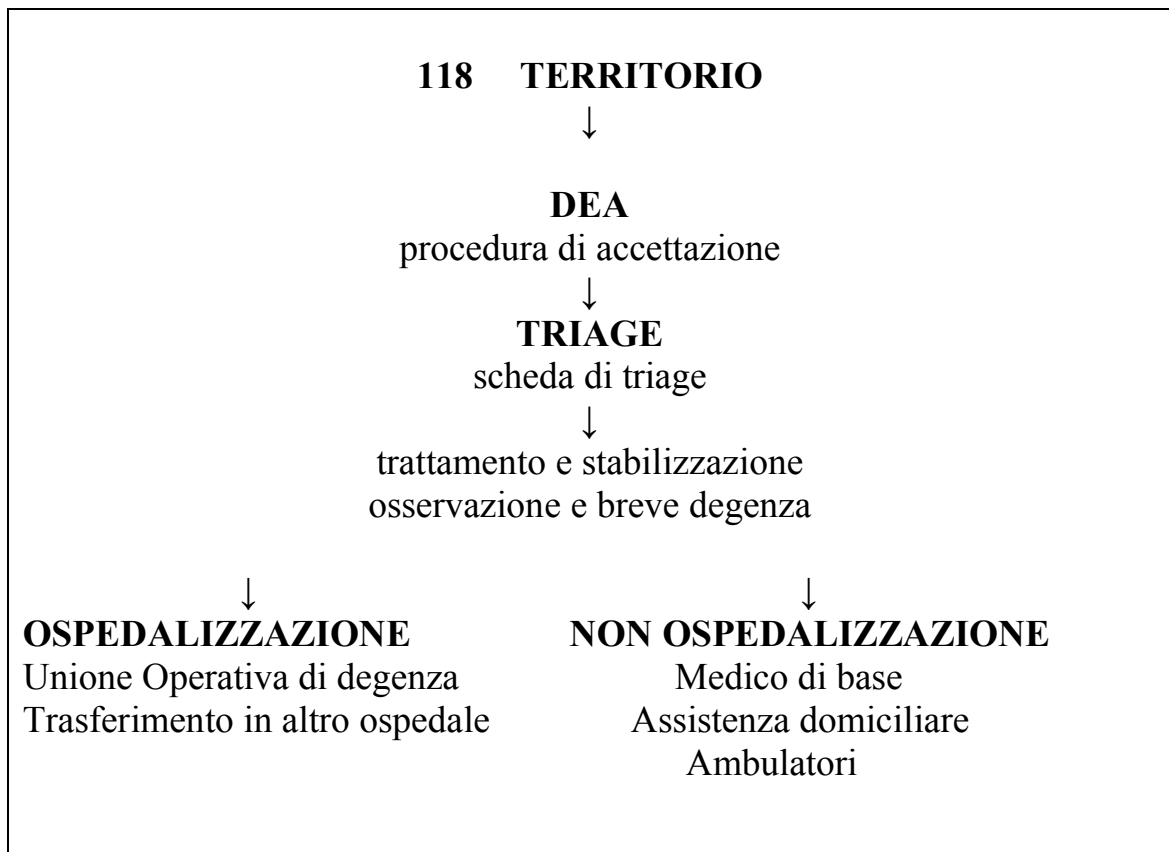 118 TERRITORIO
↓
DEA
procedura di accettazione
↓
TRIAGE
scheda di triage
↓
trattamento e stabilizzazione
osservazione e breve degenza
↓ ↓
OSPEDALIZZAZIONE NON OSPEDALIZZAZIONE
Unione Operativa di degenza Medico di base
Trasferimento in altro ospedale Assistenza domiciliare
Ambulatori